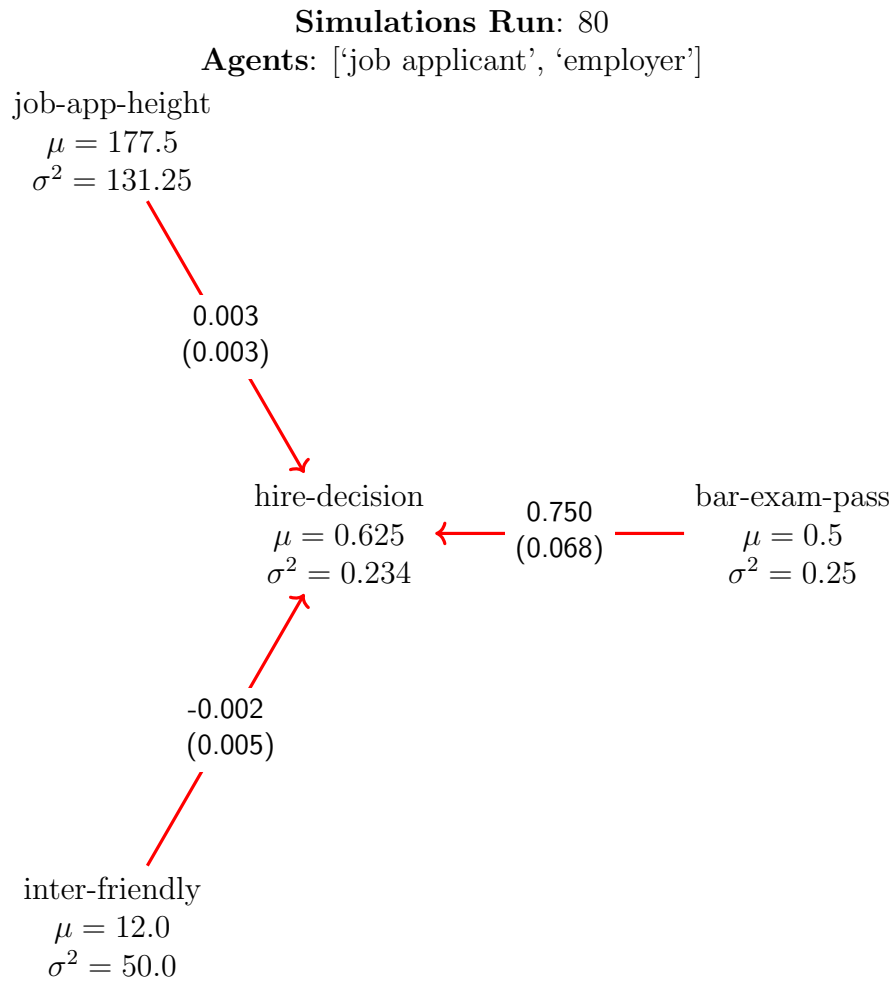 Simulations Run: 80
Agents: [‘job applicant’, ‘employer’]
job-app-height
μ = 177.5
σ² = 131.25
0.003
(0.003)
hire-decision
μ = 0.625
σ² = 0.234
0.750
(0.068)
bar-exam-pass
μ = 0.5
σ² = 0.25
-0.002
(0.005)
inter-friendly
μ = 12.0
σ² = 50.0